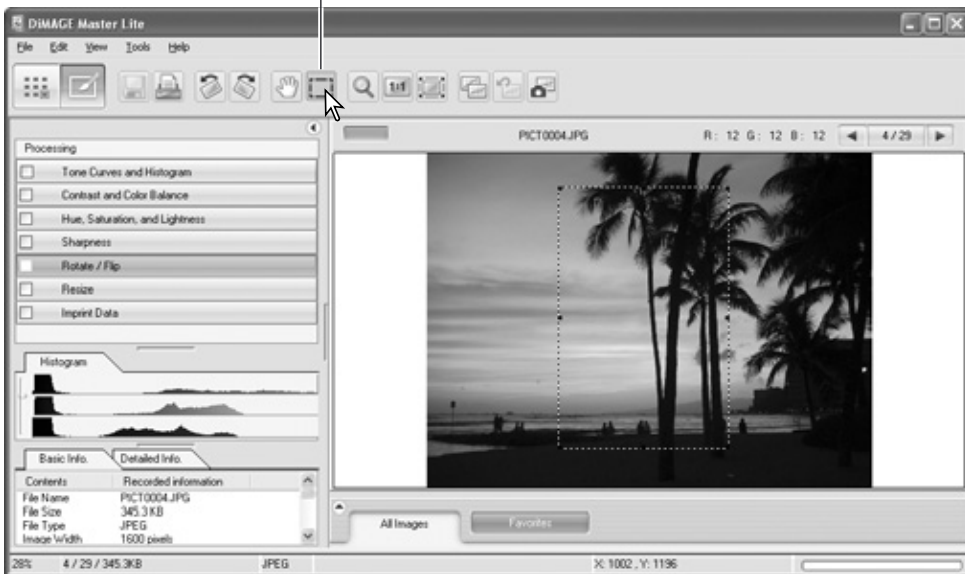 DiMAGE Master Lite
File Edit View Tools Help
1:1
PICT0004.JPG R: 12 G: 12 B: 12 4/29
Processing
Tone Curves and Histogram
Contrast and Color Balance
Hue, Saturation, and Lightness
Sharpness
Rotate / Flip
Resize
Imprint Data
Histogram
Basic Info. Detailed Info.
Contents Recorded information
File Name PICT0004.JPG
File Size 345.3 KB
File Type JPEG
Image Width 1600 pixels
All Images Favorites
28% 4 / 29 / 345.3KB JPEG X: 1002 , Y: 1196